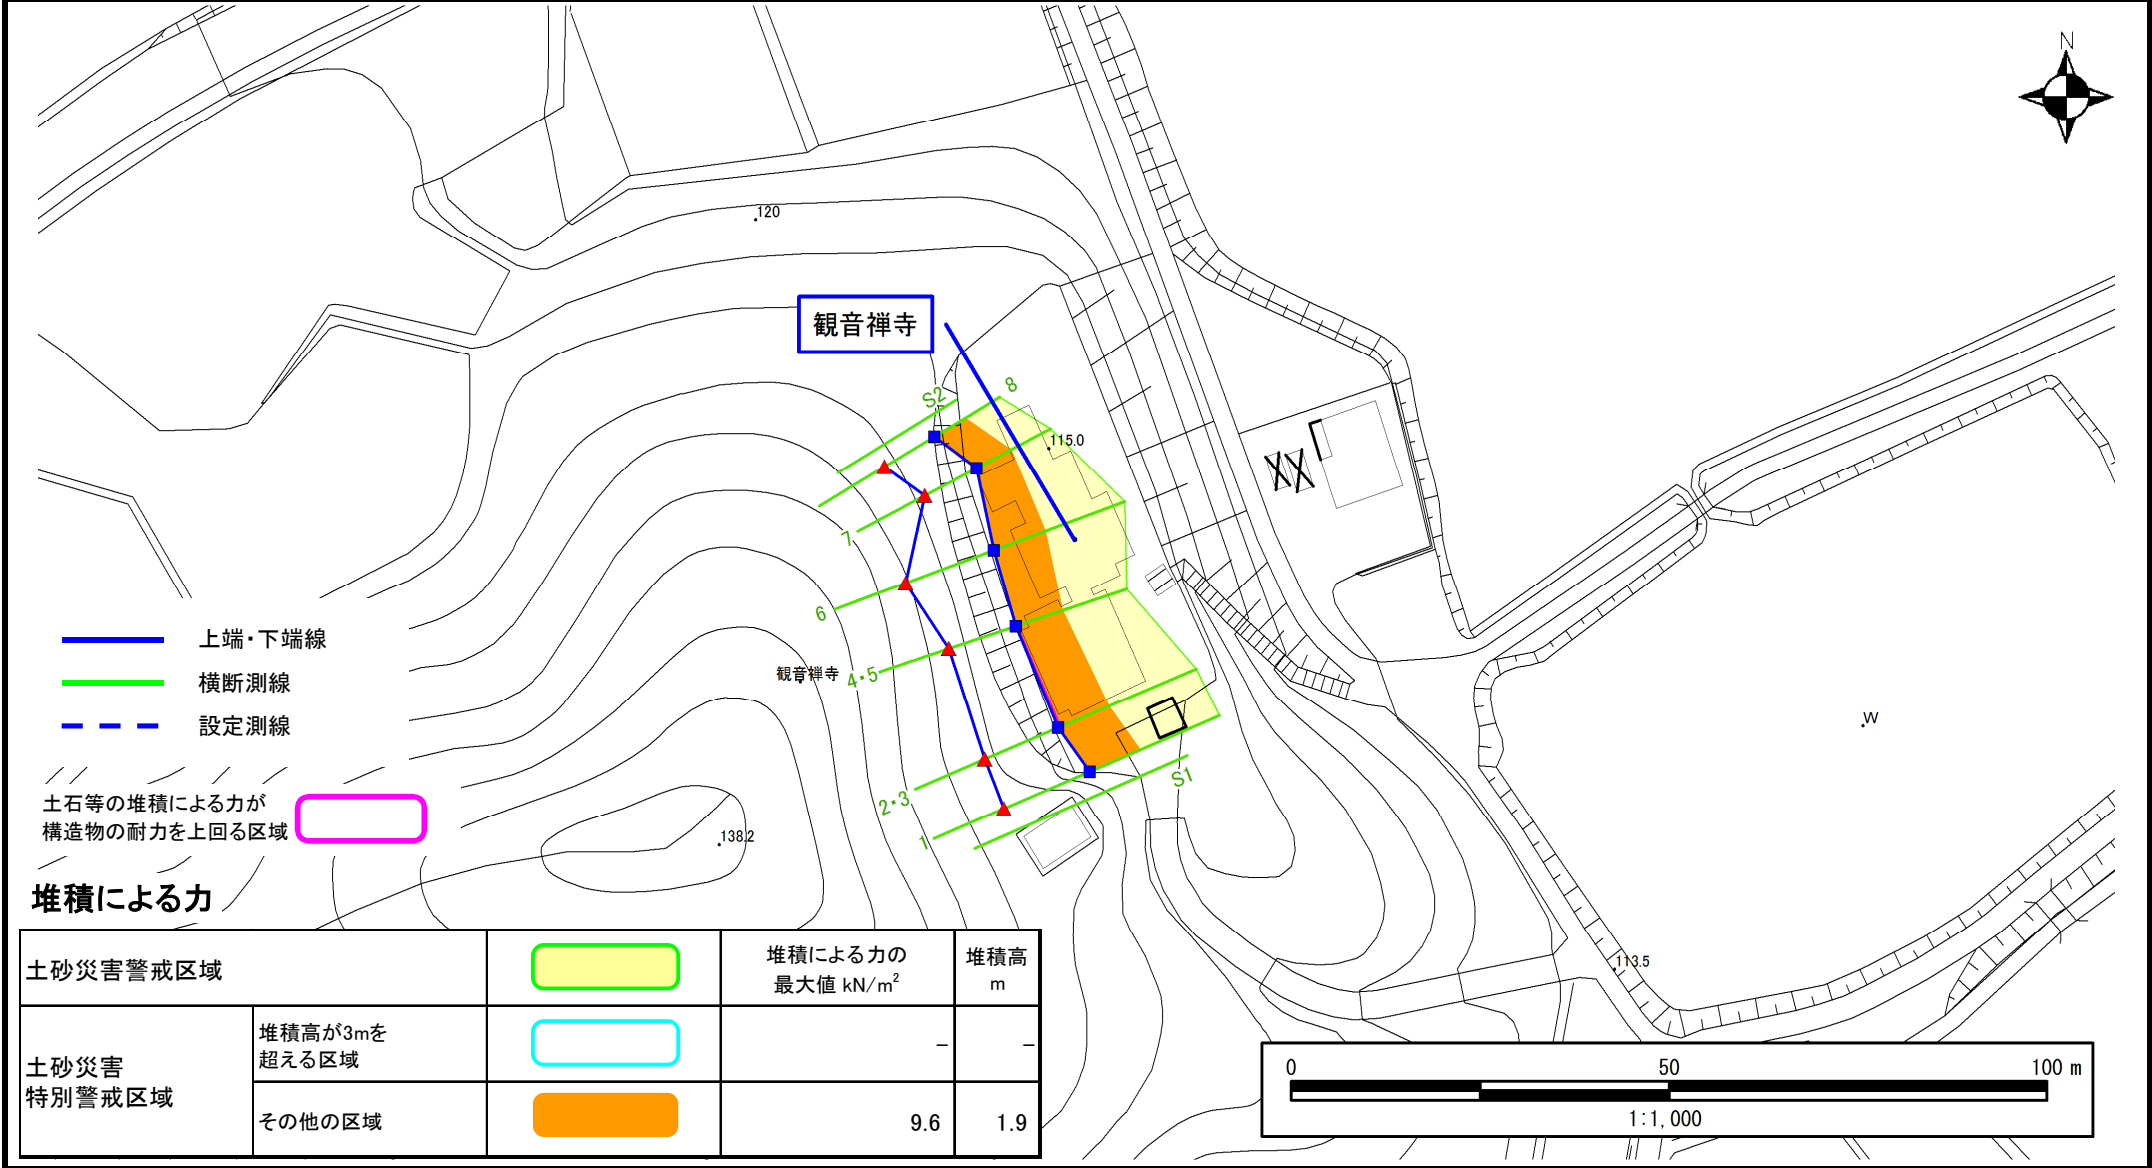 N
120
観音禅寺
S2
8
115.0
7
6
観音禅寺
4・5
2・3
1
S1
138.2
W
113.5
上端・下端線
横断測線
設定測線
土石等の堆積による力が
構造物の耐力を上回る区域
堆積による力
土砂災害警戒区域
堆積による力の
最大値 kN/m²
堆積高
m
土砂災害
特別警戒区域
堆積高が3mを
超える区域
－
－
その他の区域
9.6
1.9
0 50 100 m
1:1,000